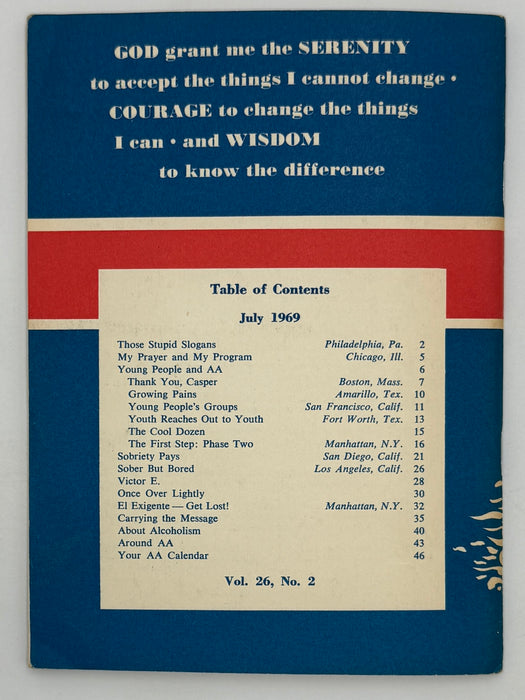 GOD grant me the SERENITY
to accept the things I cannot change •
COURAGE to change the things
I can • and WISDOM
to know the difference
Table of Contents
July 1969
Those Stupid Slogans Philadelphia, Pa. 2
My Prayer and My Program Chicago, Ill. 5
Young People and AA 6
Thank You, Casper Boston, Mass. 7
Growing Pains Amarillo, Tex. 10
Young People's Groups San Francisco, Calif. 11
Youth Reaches Out to Youth Fort Worth, Tex. 13
The Cool Dozen 15
The First Step: Phase Two Manhattan, N.Y. 16
Sobriety Pays San Diego, Calif. 21
Sober But Bored Los Angeles, Calif. 26
Victor E. 28
Once Over Lightly 30
El Exigente — Get Lost! Manhattan, N.Y. 32
Carrying the Message 35
About Alcoholism 40
Around AA 43
Your AA Calendar 46
Vol. 26, No. 2